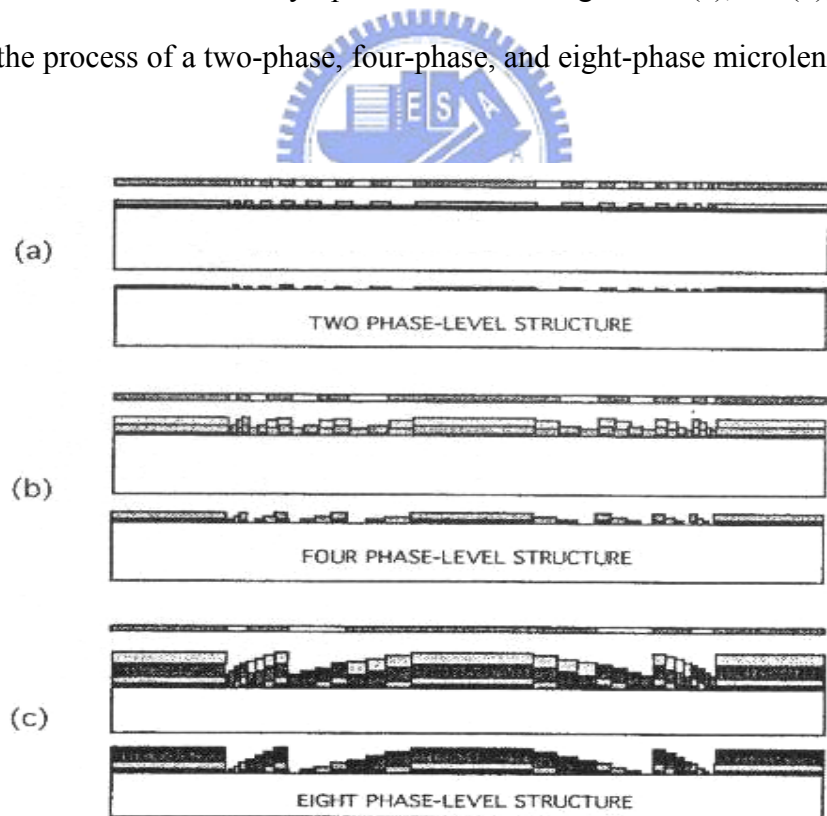 the process of a two-phase, four-phase, and eight-phase microlen
E S A
(a)
TWO PHASE-LEVEL STRUCTURE
(b)
FOUR PHASE-LEVEL STRUCTURE
(c)
EIGHT PHASE-LEVEL STRUCTURE